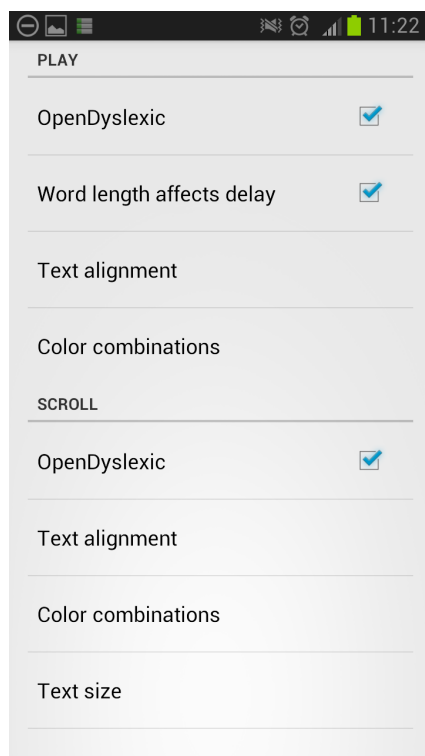 11:22
PLAY
OpenDyslexic
Word length affects delay
Text alignment
Color combinations
SCROLL
OpenDyslexic
Text alignment
Color combinations
Text size